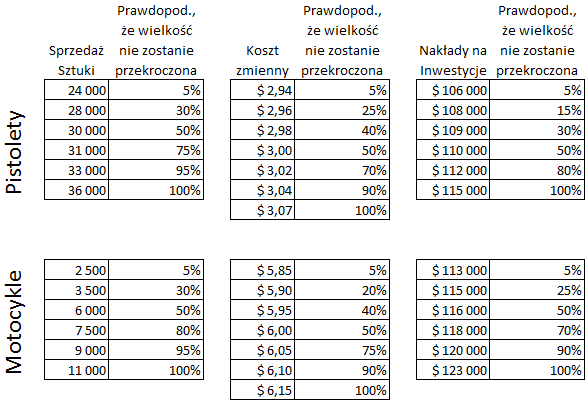 Prawdopod., Prawdopod., Prawdopod.,
że wielkość że wielkość że wielkość
Sprzedaż nie zostanie Koszt nie zostanie Nakłady na nie zostanie
Sztuki przekroczona zmienny przekroczona Inwestycje przekroczona
Pistolety
24 000 5% $ 2,94 5% $ 106 000 5%
28 000 30% $ 2,96 25% $ 108 000 15%
30 000 50% $ 2,98 40% $ 109 000 30%
31 000 75% $ 3,00 50% $ 110 000 50%
33 000 95% $ 3,02 70% $ 112 000 80%
36 000 100% $ 3,04 90% $ 115 000 100%
$ 3,07 100%
Motocykle
2 500 5% $ 5,85 5% $ 113 000 5%
3 500 30% $ 5,90 20% $ 115 000 25%
6 000 50% $ 5,95 40% $ 116 000 50%
7 500 80% $ 6,00 50% $ 118 000 70%
9 000 95% $ 6,05 75% $ 120 000 90%
11 000 100% $ 6,10 90% $ 123 000 100%
$ 6,15 100%